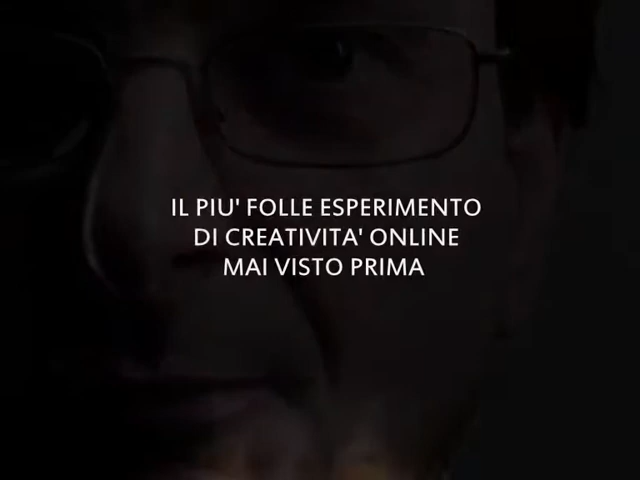 IL PIU' FOLLE ESPERIMENTO
DI CREATIVITA' ONLINE
MAI VISTO PRIMA